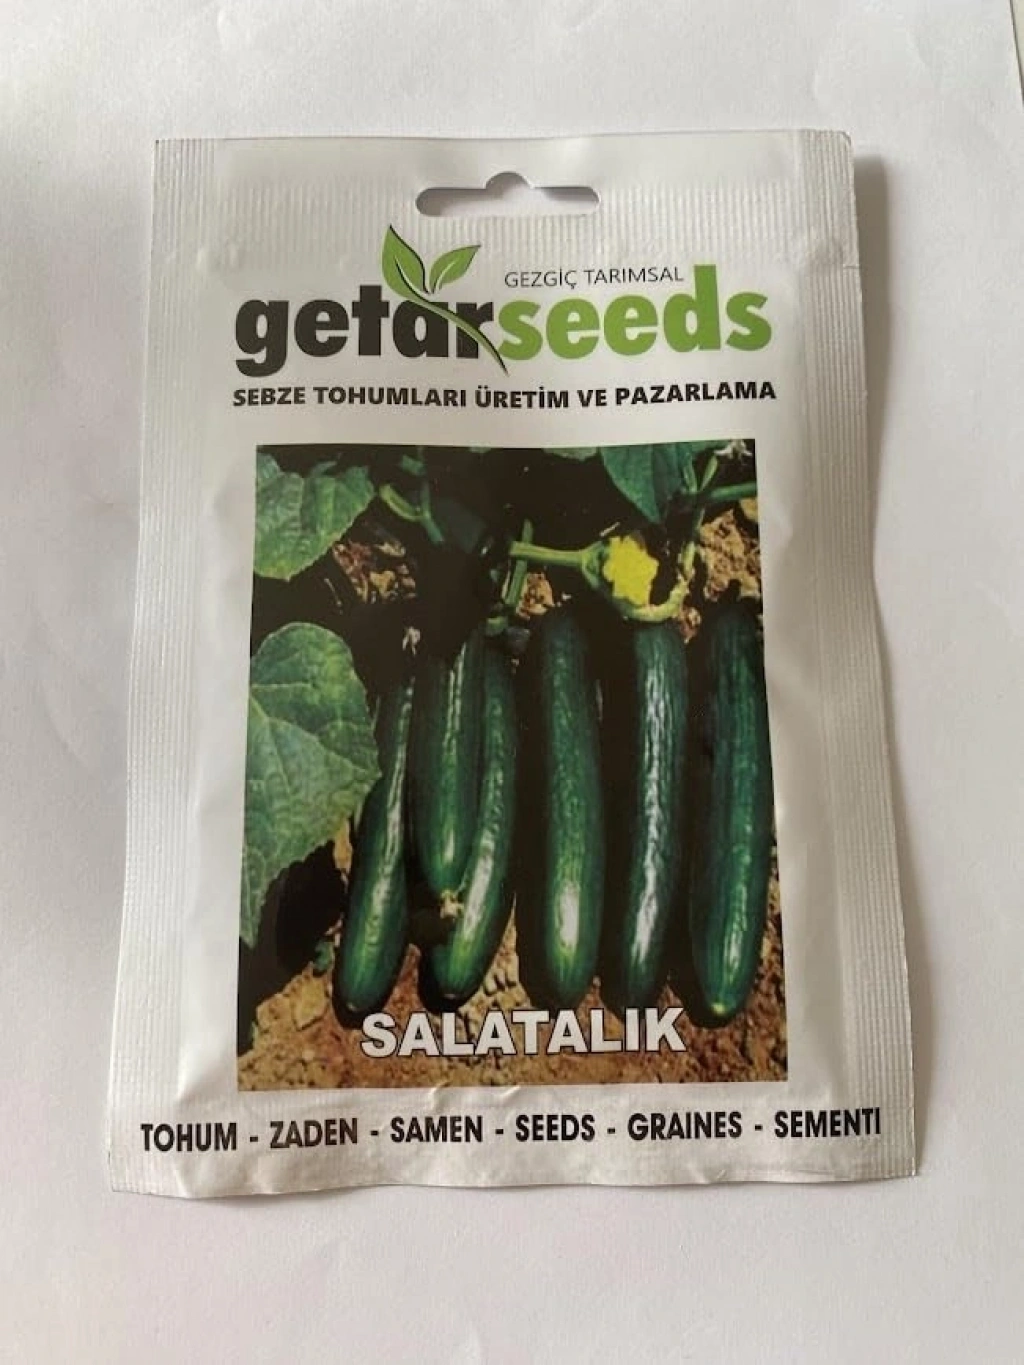 GEZGİÇ TARIMSAL
getarseeds
SEBZE TOHUMLARI ÜRETİM VE PAZARLAMA
SALATALIK
TOHUM - ZADEN - SAMEN - SEEDS - GRAINES - SEMENTI